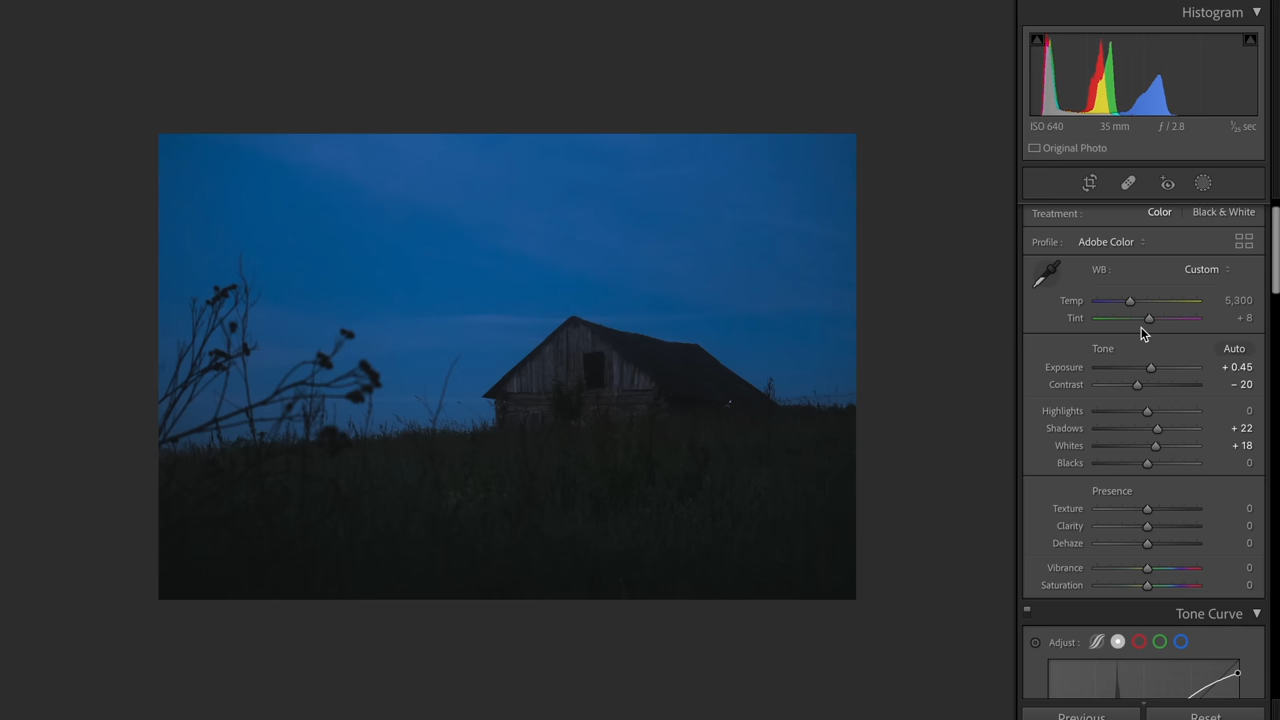 Histogram
ISO 640 35 mm ƒ / 2.8 1/25 sec
Original Photo
Treatment : Color Black & White
Profile : Adobe Color
WB : Custom
Temp 5,300
Tint + 8
Tone Auto
Exposure + 0.45
Contrast – 20
Highlights 0
Shadows + 22
Whites + 18
Blacks 0
Presence
Texture 0
Clarity 0
Dehaze 0
Vibrance 0
Saturation 0
Tone Curve
Adjust :
Previous Reset